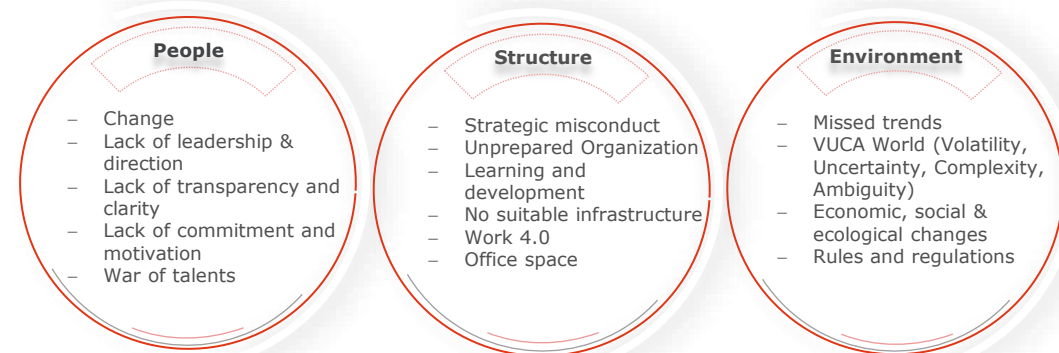 People
– Change
– Lack of leadership &
direction
– Lack of transparency and
clarity
– Lack of commitment and
motivation
– War of talents
Structure
– Strategic misconduct
– Unprepared Organization
– Learning and
development
– No suitable infrastructure
– Work 4.0
– Office space
Environment
– Missed trends
– VUCA World (Volatility,
Uncertainty, Complexity,
Ambiguity)
– Economic, social &
ecological changes
– Rules and regulations